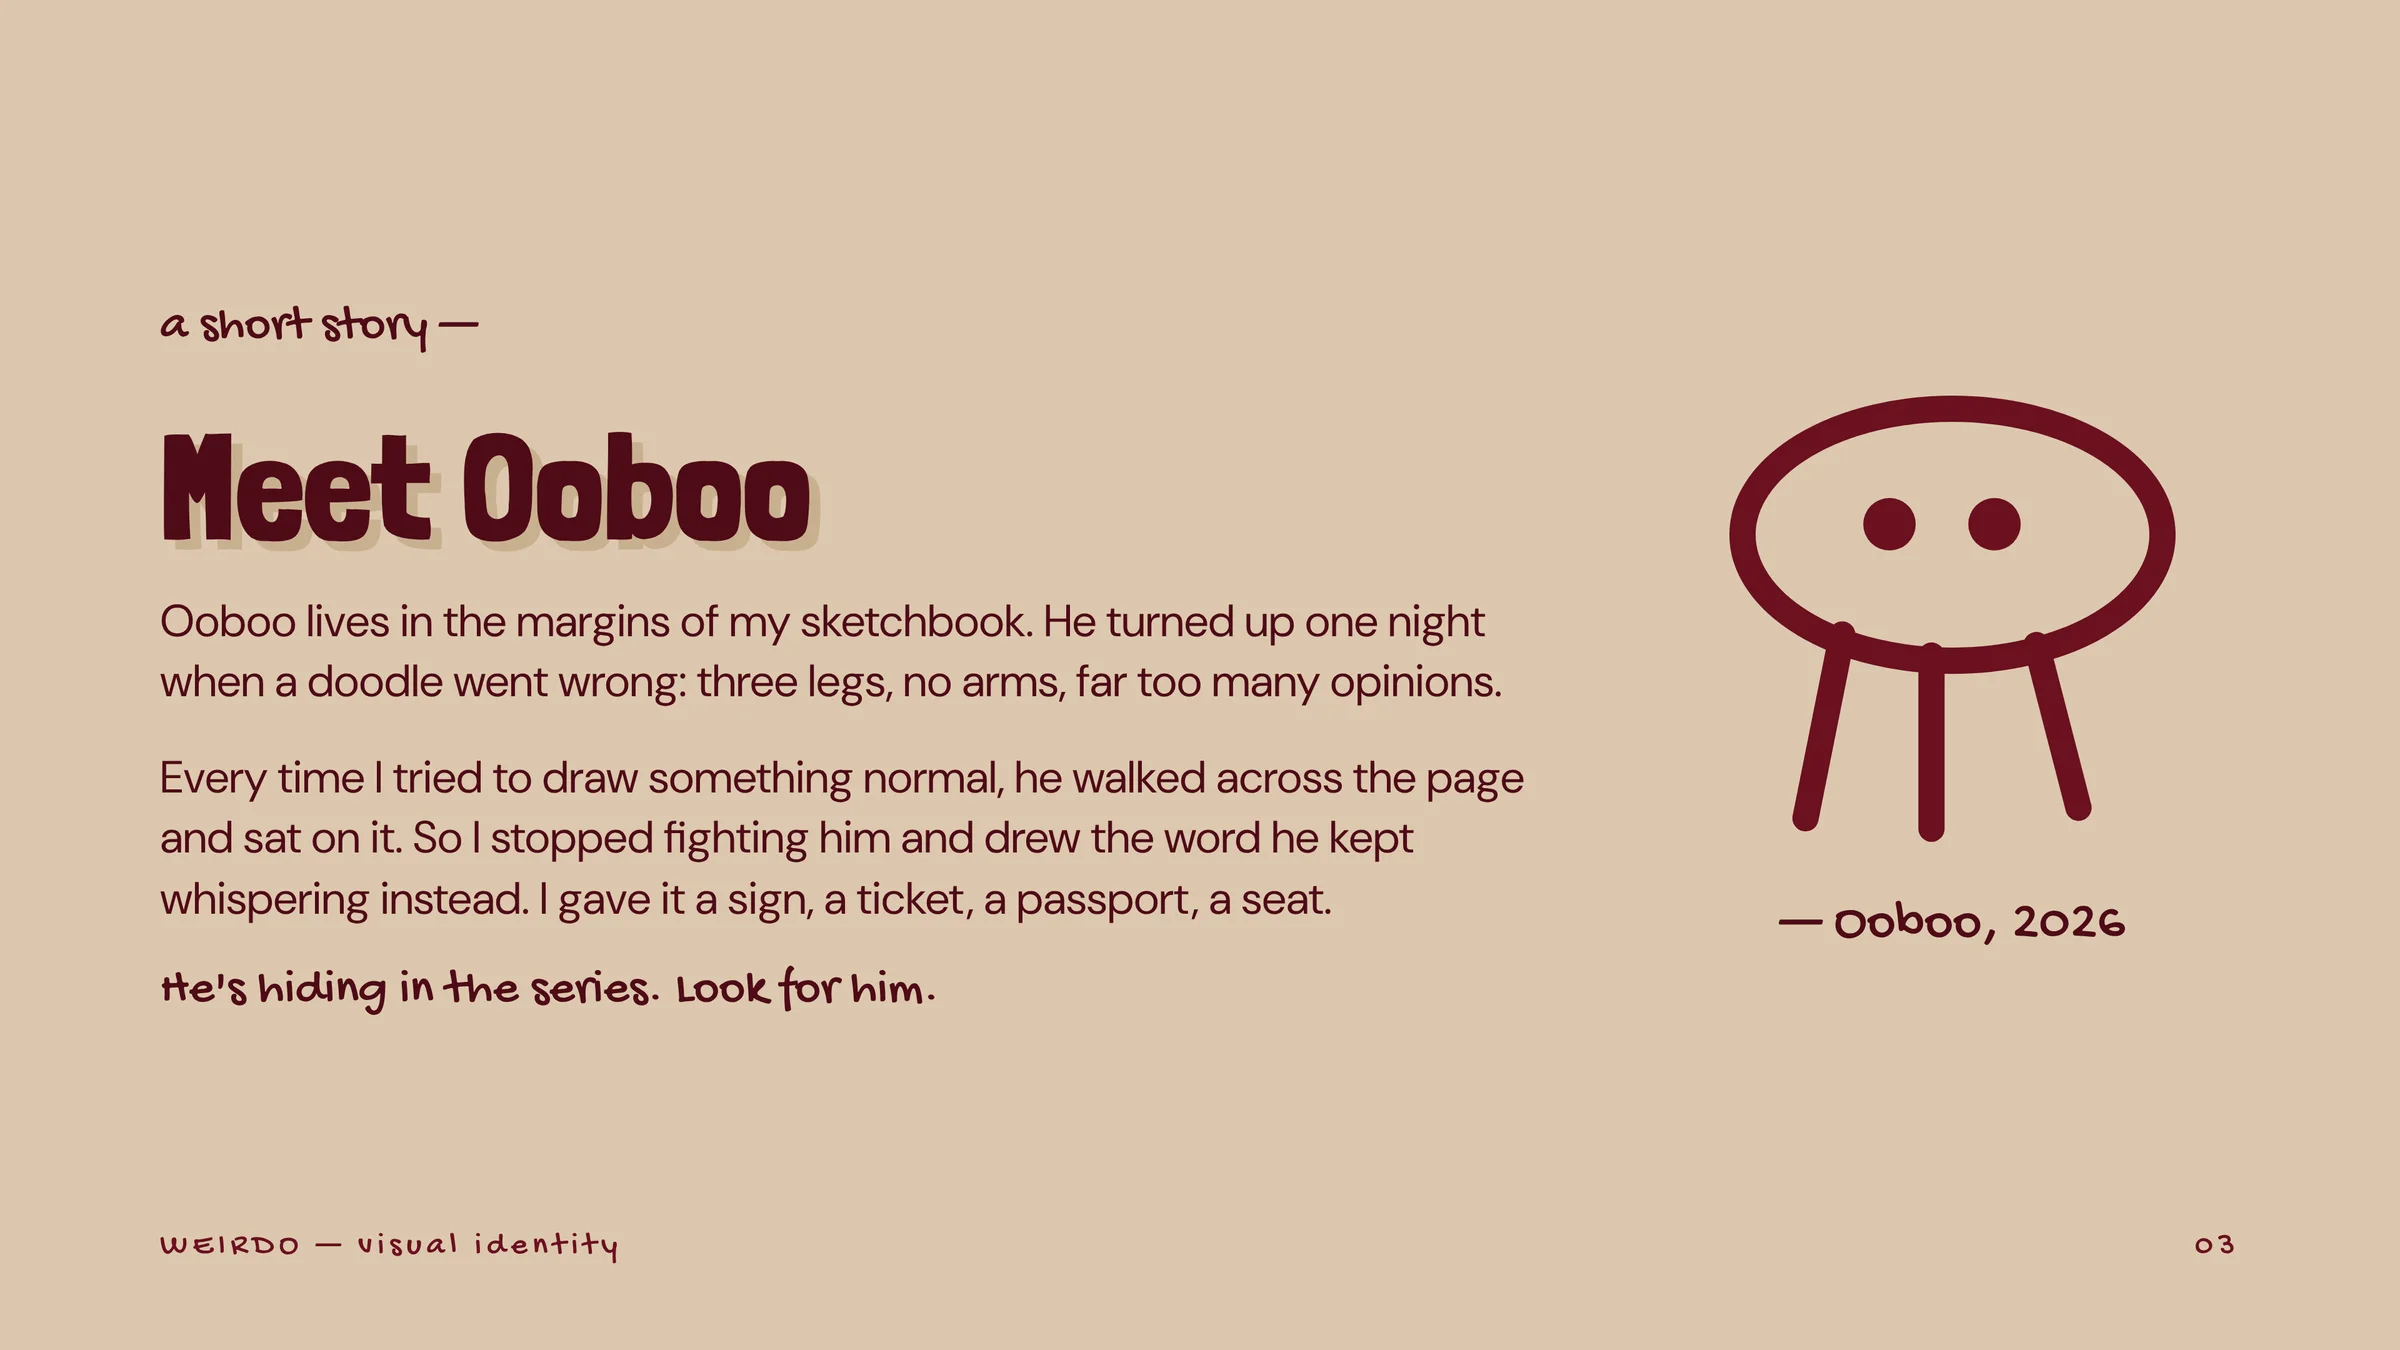 a short story —
Meet Ooboo
Ooboo lives in the margins of my sketchbook. He turned up one night
when a doodle went wrong: three legs, no arms, far too many opinions.
Every time I tried to draw something normal, he walked across the page
and sat on it. So I stopped fighting him and drew the word he kept
whispering instead. I gave it a sign, a ticket, a passport, a seat.
He's hiding in the series. Look for him.
— Ooboo, 2026
WEIRDO — visual identity
03